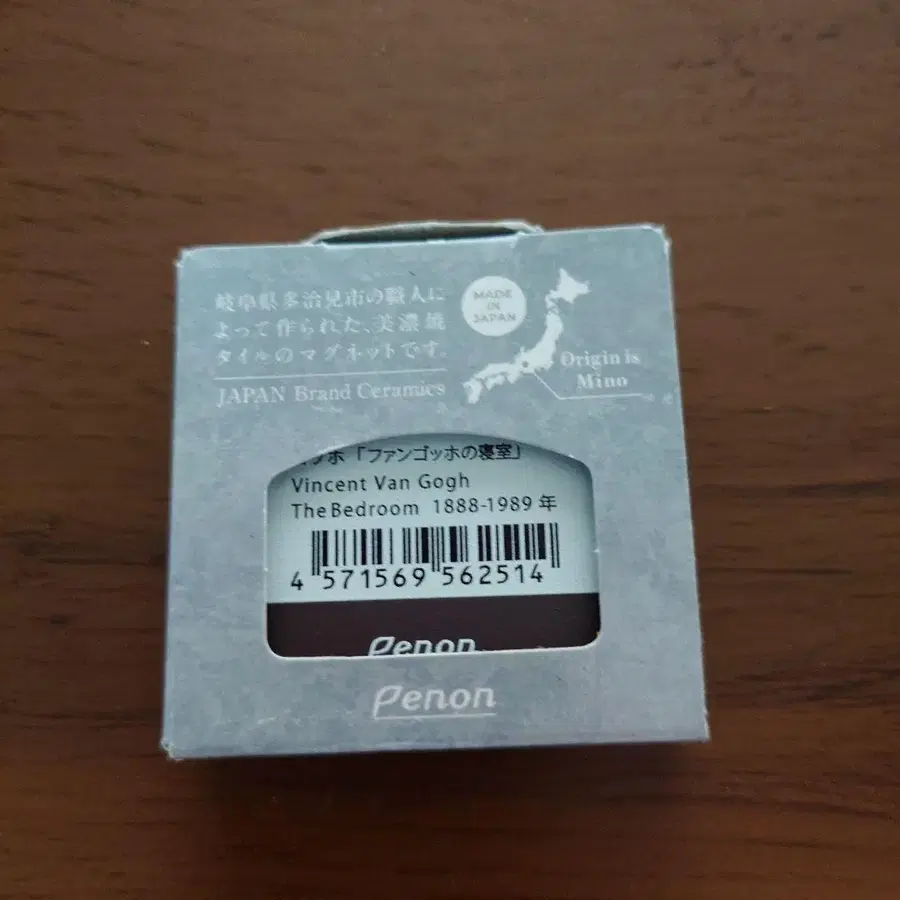 岐阜県多治見市の職人に
よって作られた、美濃焼
タイルのマグネットです。
JAPAN Brand Ceramics
MADE
IN
JAPAN
Origin is
Mino
ゴッホ「ファンゴッホの寝室」
Vincent Van Gogh
The Bedroom 1888-1989 年
4 571569 562514
Penon
Penon